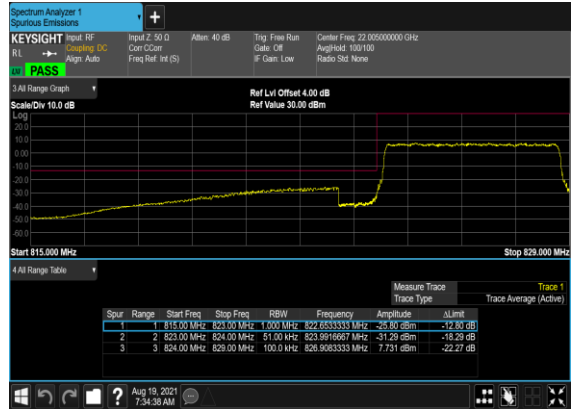 Spectrum Analyzer 1
Spurious Emissions
KEYSIGHT Input: RF Input Z: 50 Ω Atten: 40 dB Trig: Free Run Center Freq: 22.005000000 GHz
RL Coupling: DC Corr CCorr Gate: Off Avg|Hold: 100/100
Align: Auto Freq Ref: Int (S) IF Gain: Low Radio Std: None
PASS
3 All Range Graph
Ref Lvl Offset 4.00 dB
Scale/Div 10.0 dB Ref Value 30.00 dBm
Log
20.0
10.0
0.00
-10.0
-20.0
-30.0
-40.0
-50.0
-60.0
Start 815.000 MHz Stop 829.000 MHz
4 All Range Table
Measure Trace Trace 1
Trace Type Trace Average (Active)
Spur Range Start Freq Stop Freq RBW Frequency Amplitude ΔLimit
1 1 815.00 MHz 823.00 MHz 1.000 MHz 822.6533333 MHz -25.80 dBm -12.80 dB
2 2 823.00 MHz 824.00 MHz 51.00 kHz 823.9916667 MHz -31.29 dBm -18.29 dB
3 3 824.00 MHz 829.00 MHz 100.0 kHz 826.9083333 MHz 7.731 dBm -22.27 dB
? Aug 19, 2021
7:34:38 AM